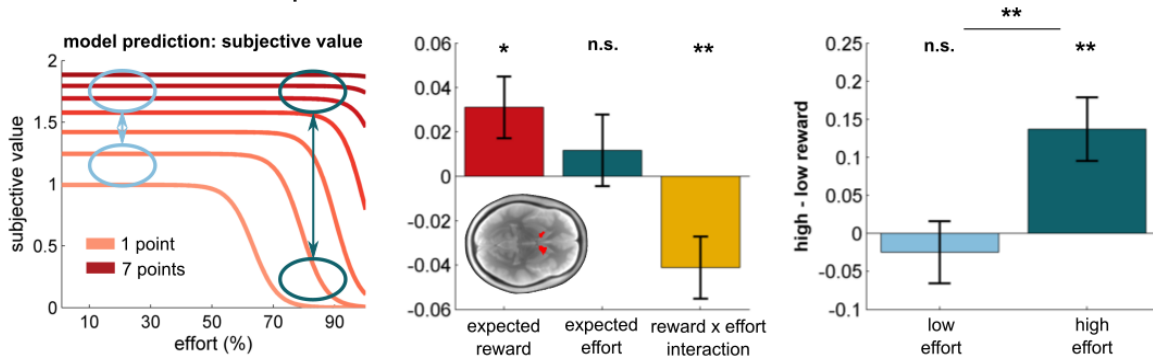 model prediction: subjective value
subjective value
2
1.5
1
0.5
0
1 point
7 points
10
30
50
70
90
effort (%)
0.06
0.04
0.02
0
-0.02
-0.04
-0.06
*
n.s.
**
expected
reward
expected
effort
reward x effort
interaction
high - low reward
0.25
0.2
0.15
0.1
0.05
0
-0.05
-0.1
**
n.s.
**
low
effort
high
effort